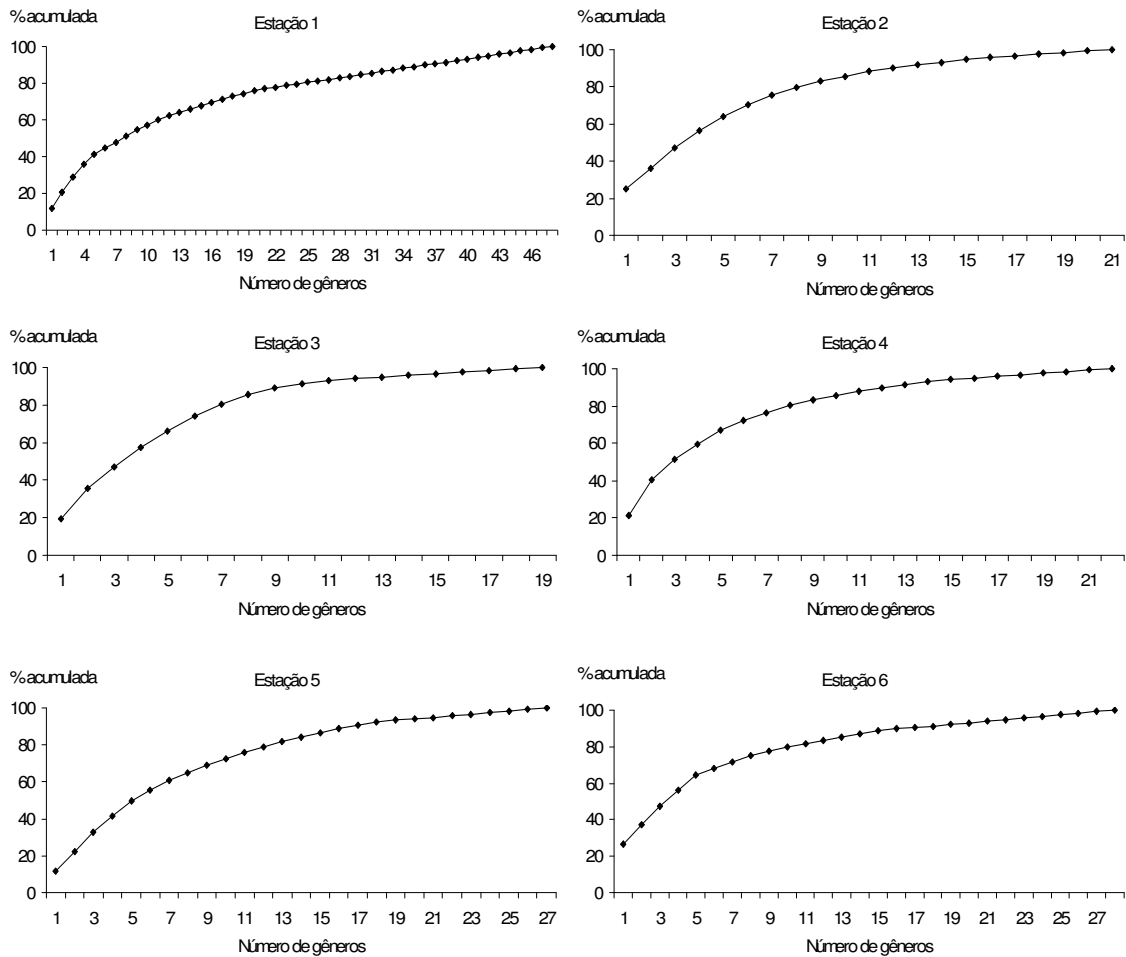 % acumulada
Estação 1
100
80
60
40
20
0
1 4 7 10 13 16 19 22 25 28 31 34 37 40 43 46
Número de gêneros
% acumulada
Estação 2
100
80
60
40
20
0
1 3 5 7 9 11 13 15 17 19 21
Número de gêneros
% acumulada
Estação 3
100
80
60
40
20
0
1 3 5 7 9 11 13 15 17 19
Número de gêneros
% acumulada
Estação 4
100
80
60
40
20
0
1 3 5 7 9 11 13 15 17 19 21
Número de gêneros
% acumulada
Estação 5
100
80
60
40
20
0
1 3 5 7 9 11 13 15 17 19 21 23 25 27
Número de gêneros
% acumulada
Estação 6
100
80
60
40
20
0
1 3 5 7 9 11 13 15 17 19 21 23 25 27
Número de gêneros